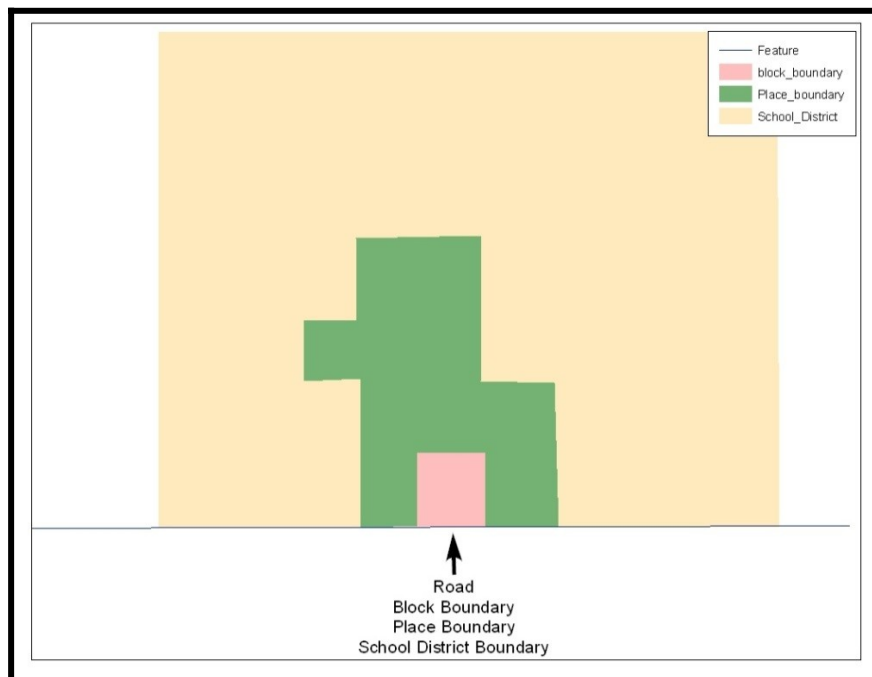 Feature
block_boundary
Place_boundary
School_District
Road
Block Boundary
Place Boundary
School District Boundary